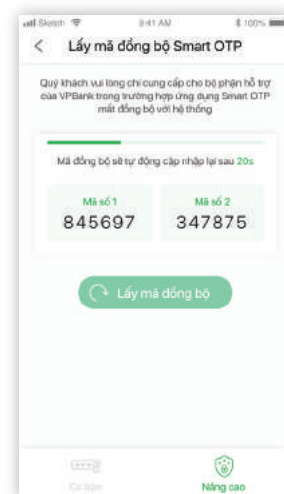 Sketch 9:41 AM 100%
Lấy mã đồng bộ Smart OTP
Quý khách vui lòng chỉ cung cấp cho bộ phận hỗ trợ
của VPBank trong trường hợp ứng dụng Smart OTP
mất đồng bộ với hệ thống
Mã đồng bộ sẽ tự động cập nhập lại sau 20s
Mã số 1 Mã số 2
845697 347875
Lấy mã đồng bộ
Cơ bản Nâng cao